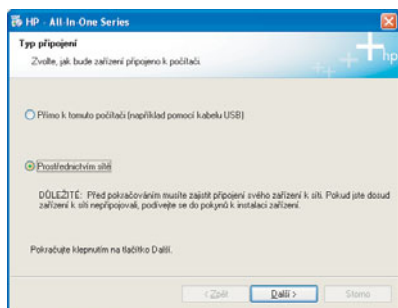 HP - All-In-One Series
Typ připojení
Zvolte, jak bude zařízení připojeno k počítači.
hp
Přímo k tomuto počítači (například pomocí kabelu USB)
Prostřednictvím sítě
DŮLEŽITÉ: Před pokračováním musíte zajistit připojení svého zařízení k síti. Pokud jste dosud
zařízení k síti nepřipojovali, podívejte se do pokynů k instalaci zařízení.
Pokračujte klepnutím na tlačítko Další.
< Zpět
Další >
Storno